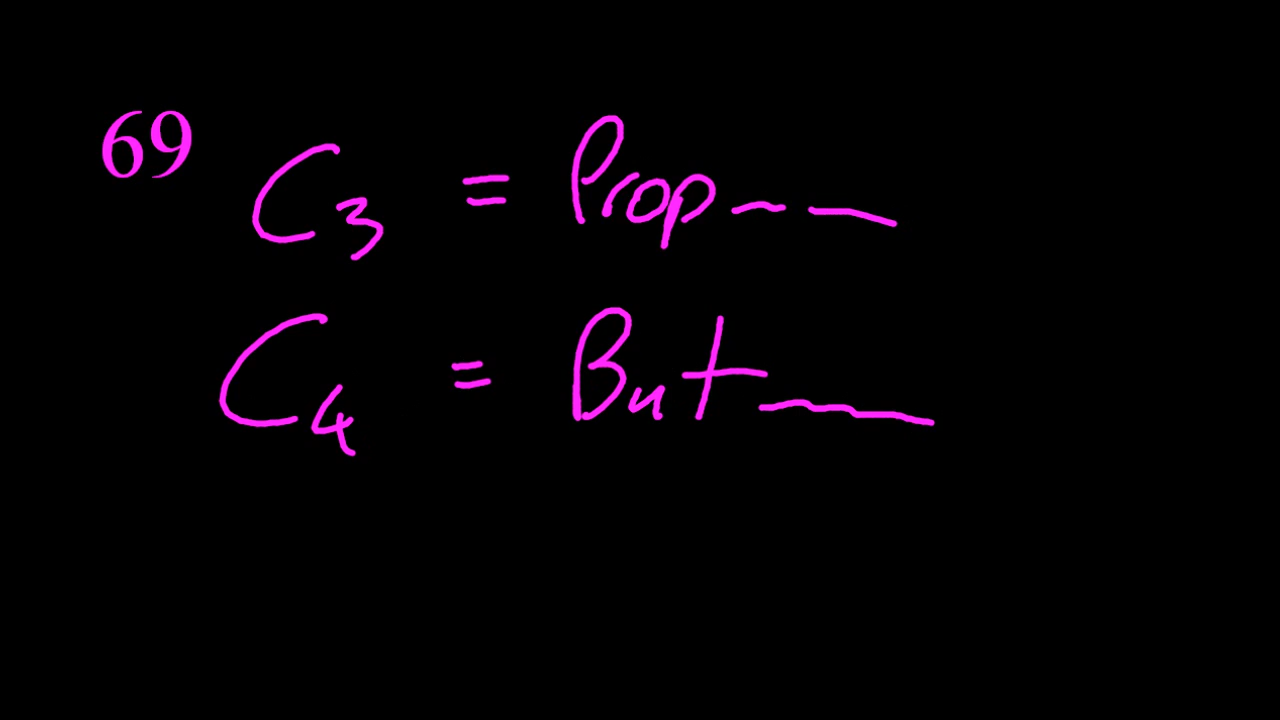 69
C₃ = Prop _ _
C₄ = But _